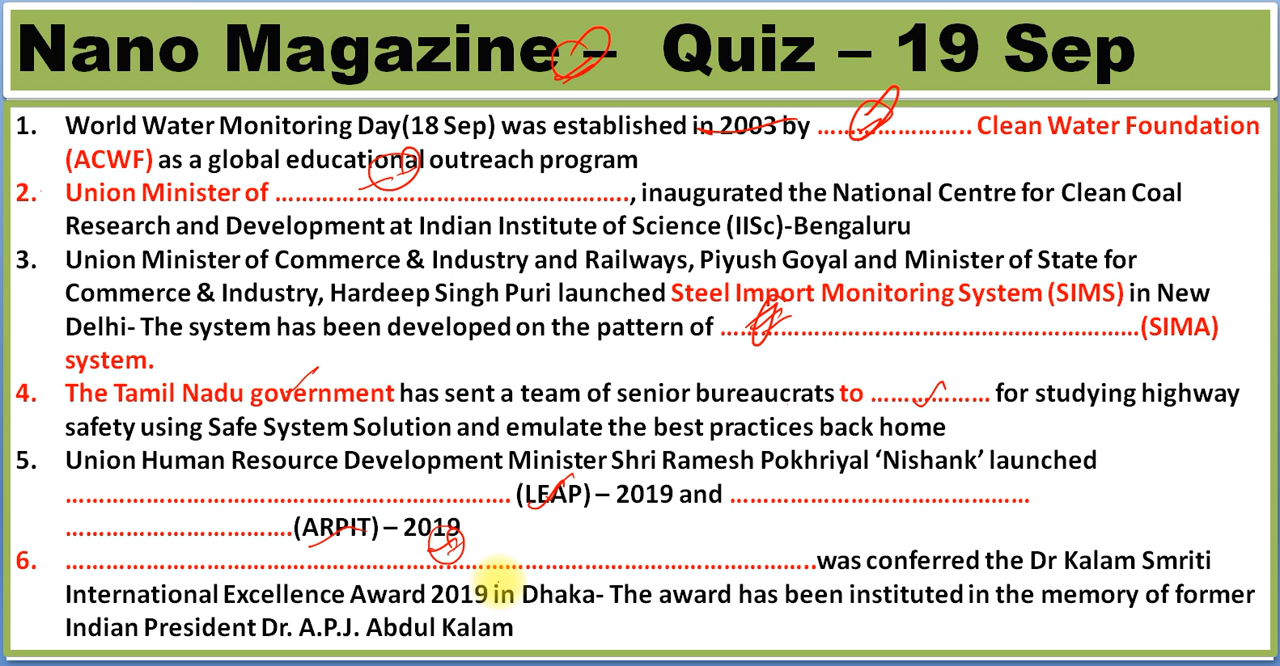 Nano Magazine – Quiz – 19 Sep
1. World Water Monitoring Day(18 Sep) was established in 2003 by ………………….. Clean Water Foundation
(ACWF) as a global educational outreach program
2. Union Minister of …………………………………………….., inaugurated the National Centre for Clean Coal
Research and Development at Indian Institute of Science (IISc)-Bengaluru
3. Union Minister of Commerce & Industry and Railways, Piyush Goyal and Minister of State for
Commerce & Industry, Hardeep Singh Puri launched Steel Import Monitoring System (SIMS) in New
Delhi- The system has been developed on the pattern of ……………………………………………………….(SIMA)
system.
4. The Tamil Nadu government has sent a team of senior bureaucrats to ……………… for studying highway
safety using Safe System Solution and emulate the best practices back home
5. Union Human Resource Development Minister Shri Ramesh Pokhriyal ‘Nishank’ launched
…………………………………………………………. (LEAP) – 2019 and ………………………………………
…………………………….(ARPIT) – 2019
6. …………………………………………………………………………………………………..was conferred the Dr Kalam Smriti
International Excellence Award 2019 in Dhaka- The award has been instituted in the memory of former
Indian President Dr. A.P.J. Abdul Kalam